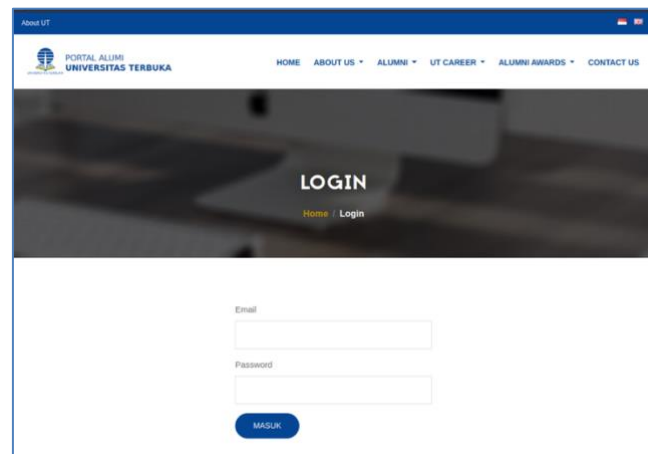 About UT
PORTAL ALUMI
UNIVERSITAS TERBUKA
HOME ABOUT US ALUMNI UT CAREER ALUMNI AWARDS CONTACT US
LOGIN
Home / Login
Email
Password
MASUK